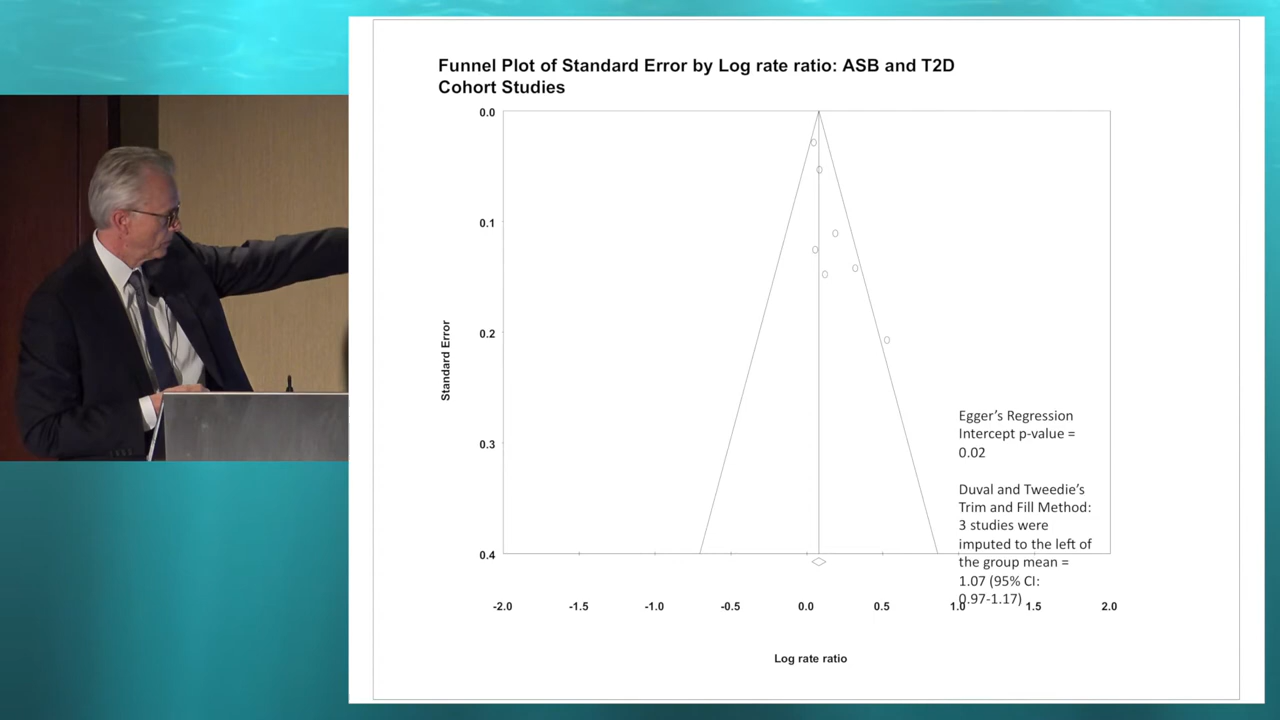 Funnel Plot of Standard Error by Log rate ratio: ASB and T2D
Cohort Studies
0.0
0.1
0.2
0.3
0.4
Standard Error
-2.0
-1.5
-1.0
-0.5
0.0
0.5
1.0
1.5
2.0
Log rate ratio
Egger’s Regression
Intercept p-value =
0.02
Duval and Tweedie’s
Trim and Fill Method:
3 studies were
imputed to the left of
the group mean =
1.07 (95% CI:
0.97-1.17)